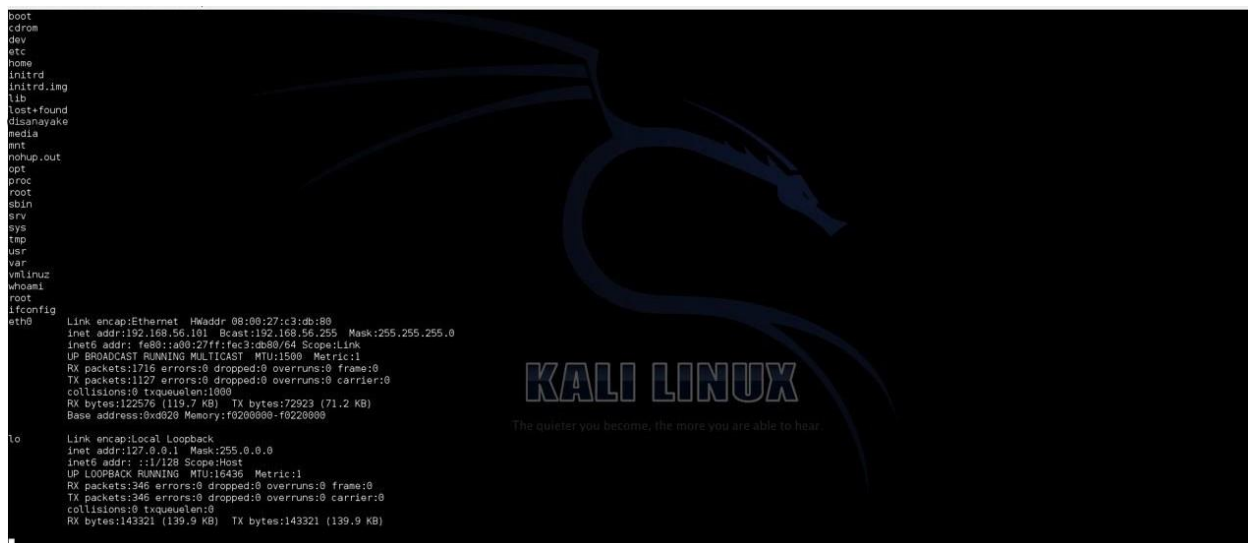 boot
cdrom
dev
etc
home
initrd
initrd.img
lib
lost+found
disanayake
media
mnt
nohup.out
opt
proc
root
sbin
srv
sys
tmp
usr
var
vmlinuz
whoami
root
ifconfig
eth0 Link encap:Ethernet HWaddr 08:00:27:c3:db:80
inet addr:192.168.56.101 Bcast:192.168.56.255 Mask:255.255.255.0
inet6 addr: fe80::a00:27ff:fec3:db80/64 Scope:Link
UP BROADCAST RUNNING MULTICAST MTU:1500 Metric:1
RX packets:1716 errors:0 dropped:0 overruns:0 frame:0
TX packets:1127 errors:0 dropped:0 overruns:0 carrier:0
collisions:0 txqueuelen:1000
RX bytes:122576 (119.7 KB) TX bytes:72923 (71.2 KB)
Base address:0xd020 Memory:f0200000-f0220000
lo Link encap:Local Loopback
inet addr:127.0.0.1 Mask:255.0.0.0
inet6 addr: ::1/128 Scope:Host
UP LOOPBACK RUNNING MTU:16436 Metric:1
RX packets:346 errors:0 dropped:0 overruns:0 frame:0
TX packets:346 errors:0 dropped:0 overruns:0 carrier:0
collisions:0 txqueuelen:0
RX bytes:143321 (139.9 KB) TX bytes:143321 (139.9 KB)
KALI LINUX
The quieter you become, the more you are able to hear.